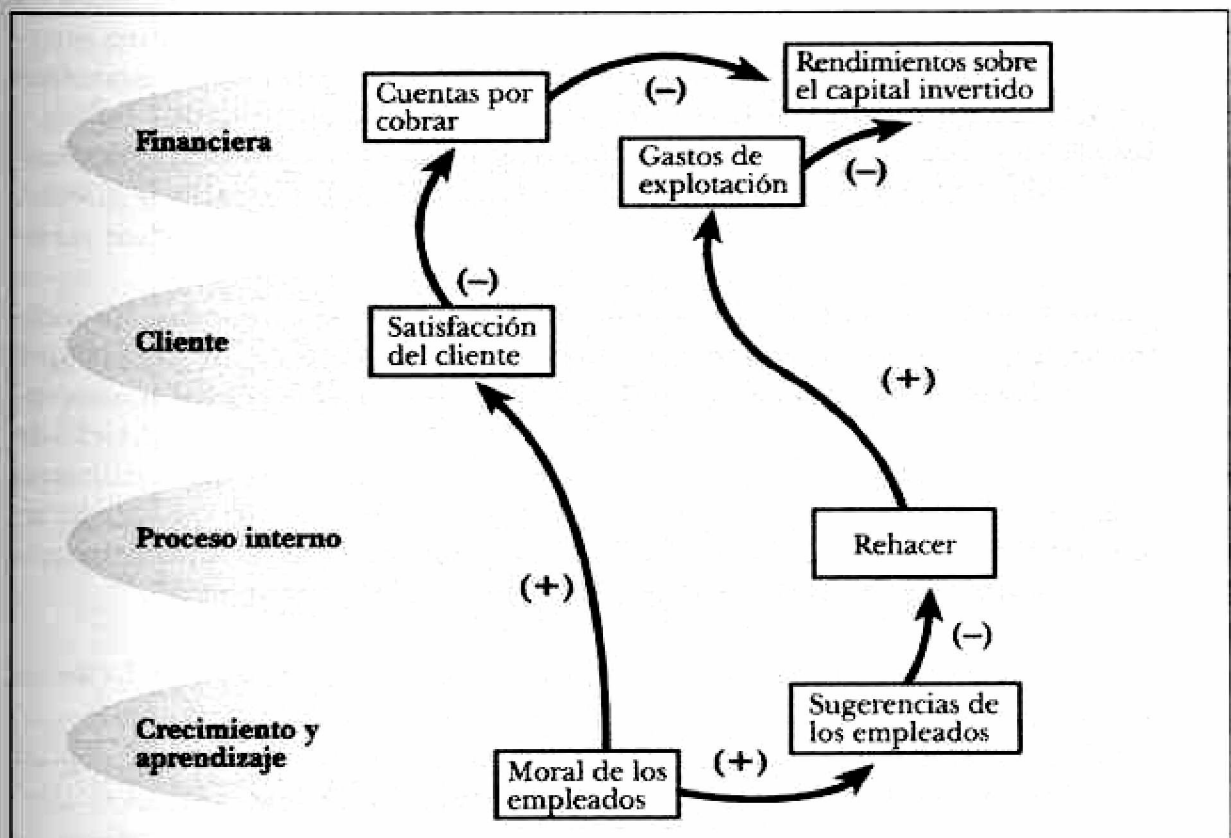 Cuentas por
cobrar
(−)
Rendimientos sobre
el capital invertido
Financiera
Gastos de
explotación
(−)
(−)
Satisfacción
del cliente
Cliente
(+)
Proceso interno
Rehacer
(+)
(−)
Sugerencias de
los empleados
Crecimiento y
aprendizaje
Moral de los
empleados
(+)